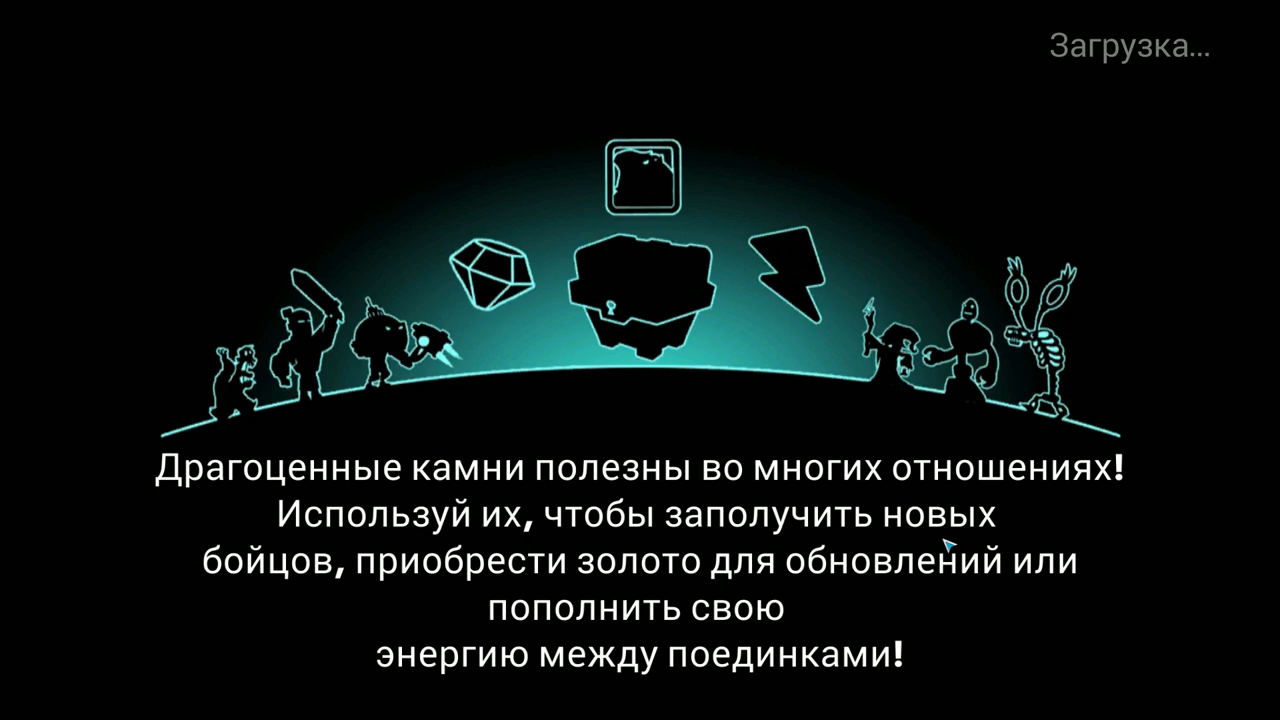 Загрузка...
Драгоценные камни полезны во многих отношениях!
Используй их, чтобы заполучить новых
бойцов, приобрести золото для обновлений или
пополнить свою
энергию между поединками!